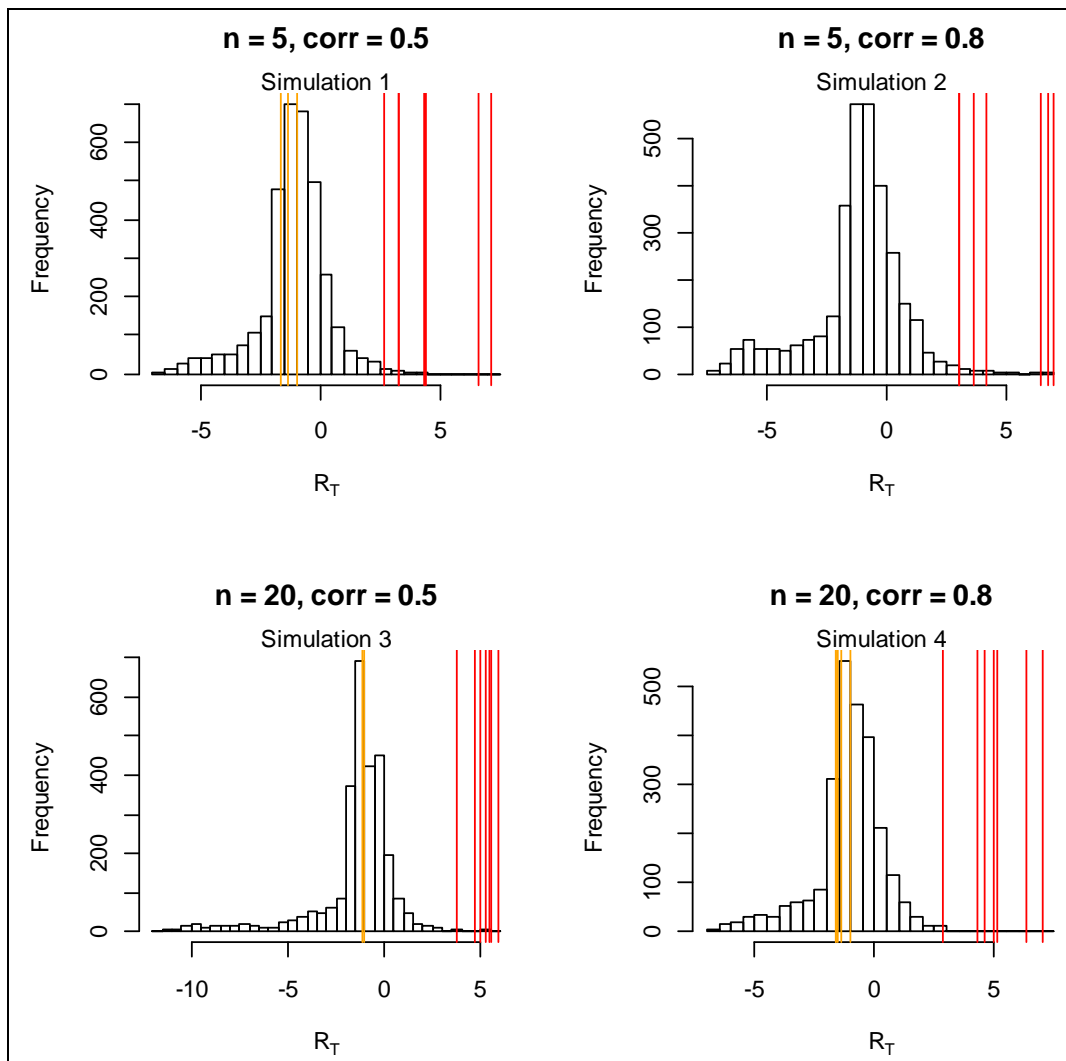 n = 5, corr = 0.5
Simulation 1
Frequency
0
200
400
600
-5
0
5
R_T
n = 5, corr = 0.8
Simulation 2
Frequency
0
100
300
500
-5
0
5
R_T
n = 20, corr = 0.5
Simulation 3
Frequency
0
200
400
600
-10
-5
0
5
R_T
n = 20, corr = 0.8
Simulation 4
Frequency
0
100
300
500
-5
0
5
R_T